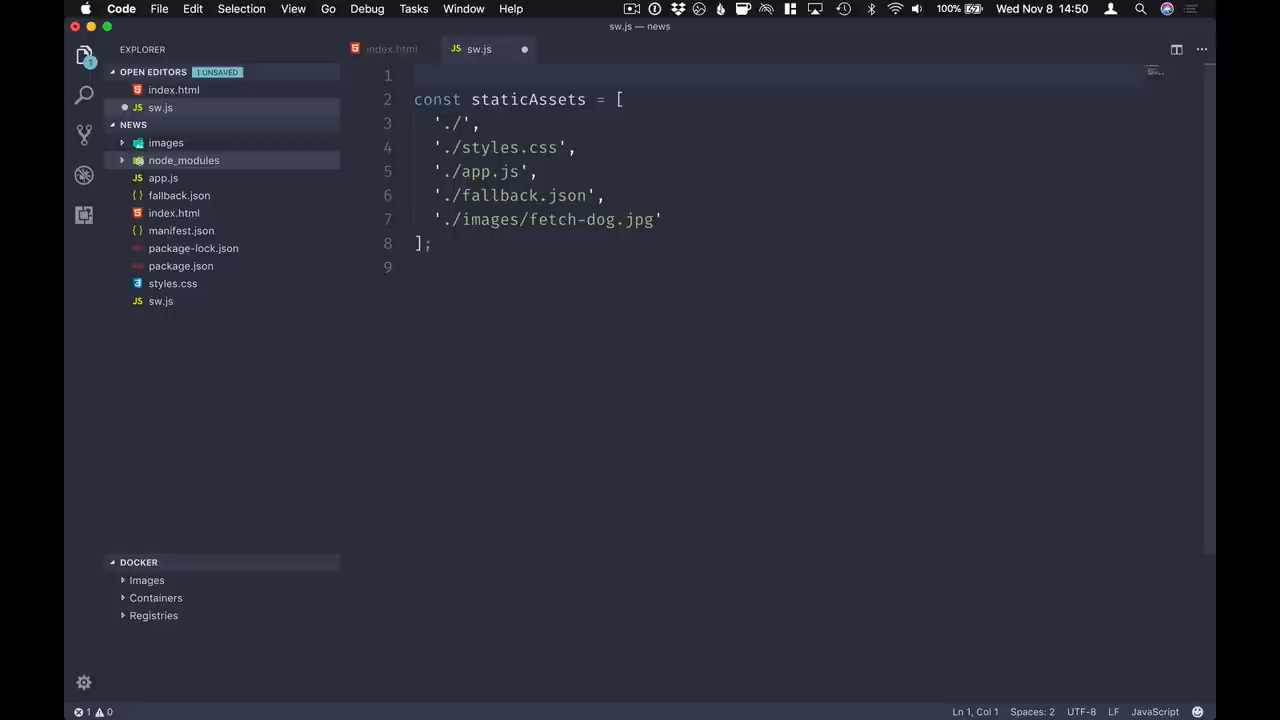 Code File Edit Selection View Go Debug Tasks Window Help 100% Wed Nov 8 14:50
sw.js — news
EXPLORER
index.html
JS sw.js
OPEN EDITORS 1 UNSAVED
index.html
JS sw.js
NEWS
images
node_modules
JS app.js
{ } fallback.json
index.html
{ } manifest.json
package-lock.json
package.json
styles.css
JS sw.js
1
2 const staticAssets = [
3 './',
4 './styles.css',
5 './app.js',
6 './fallback.json',
7 './images/fetch-dog.jpg'
8 ];
9
DOCKER
Images
Containers
Registries
1 0 Ln 1, Col 1 Spaces: 2 UTF-8 LF JavaScript